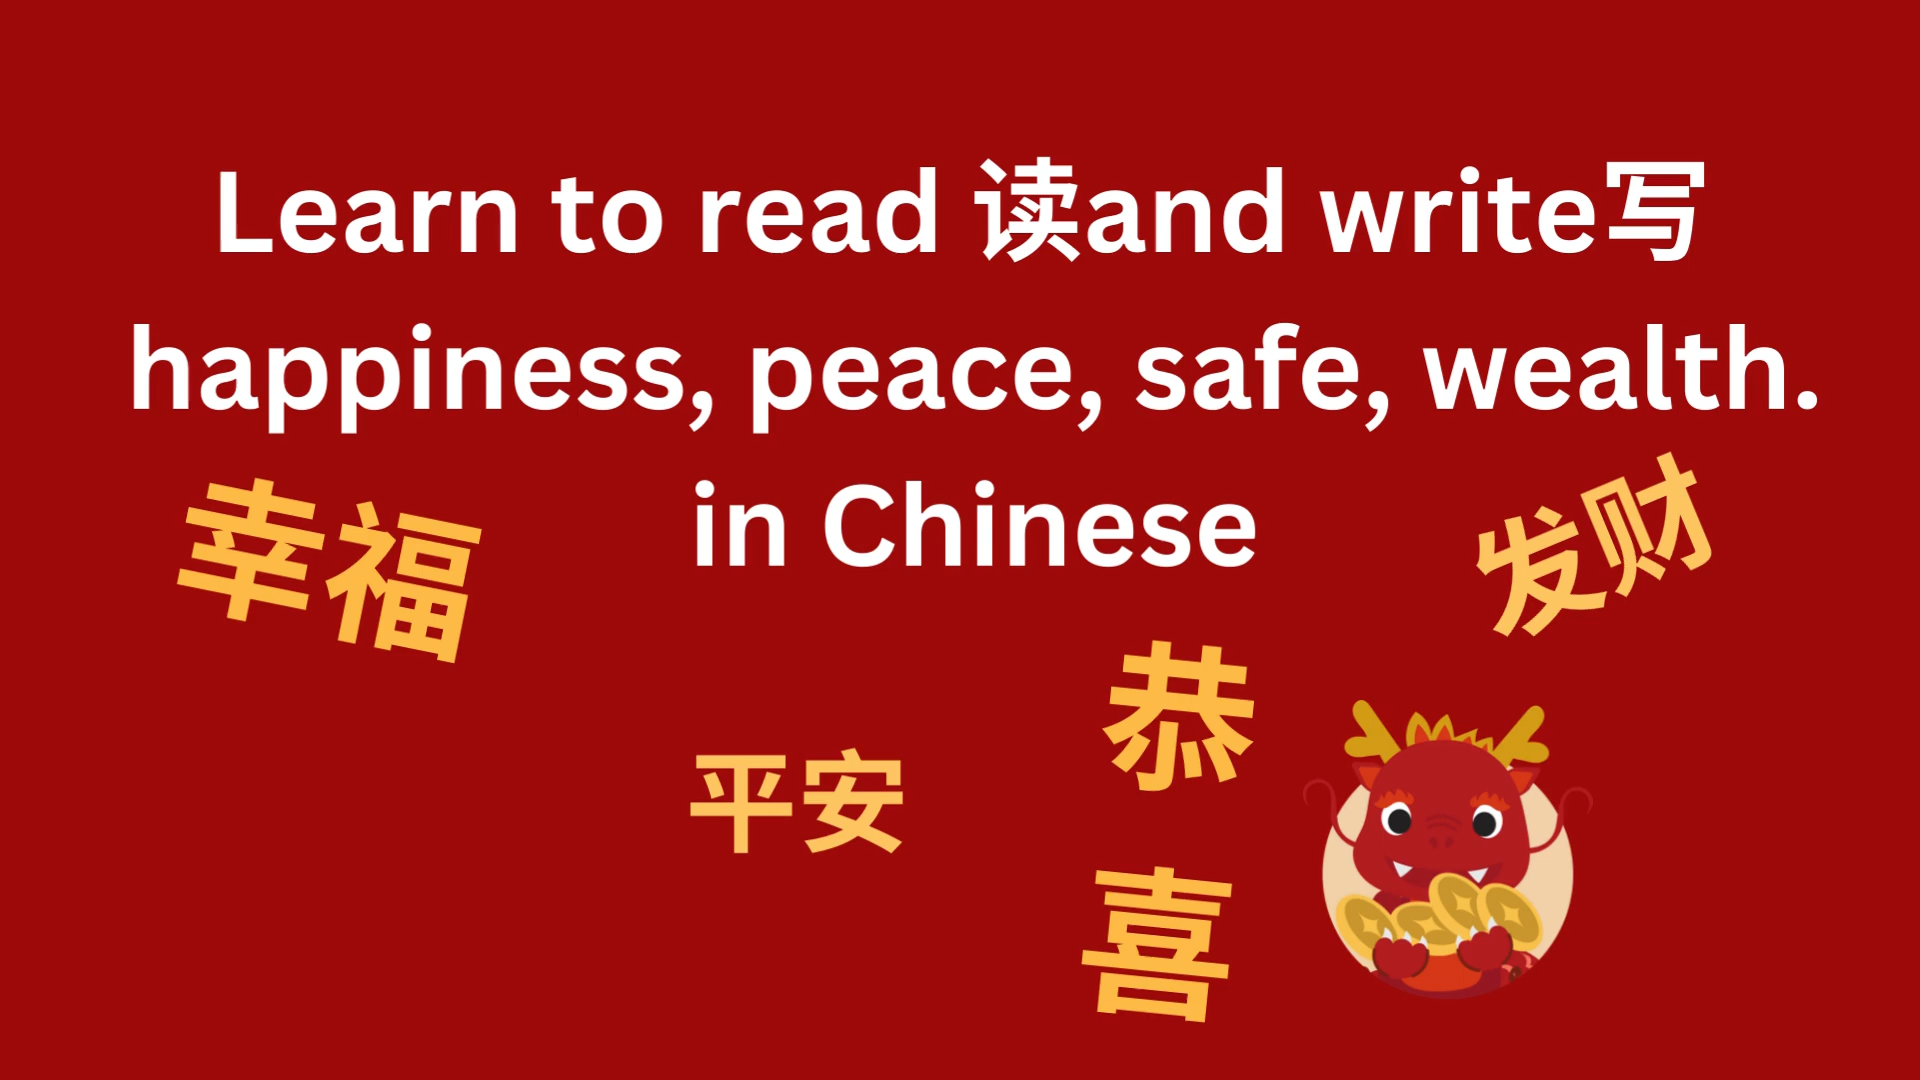 Learn to read 读and write写
happiness, peace, safe, wealth.
in Chinese
幸福
发财
平安
恭
喜